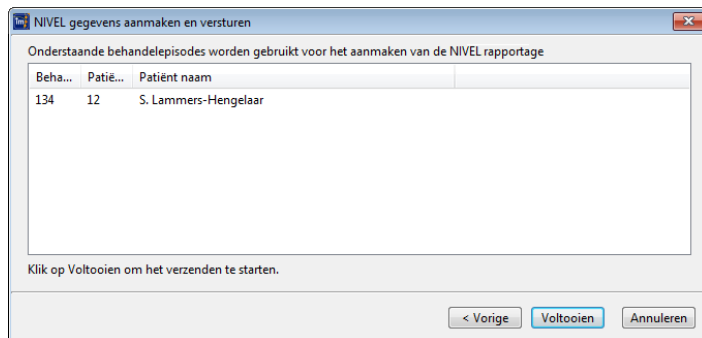 NIVEL gegevens aanmaken en versturen
Onderstaande behandelepisodes worden gebruikt voor het aanmaken van de NIVEL rapportage
Beha... Patië... Patiënt naam
134 12 S. Lammers-Hengelaar
Klik op Voltooien om het verzenden te starten.
< Vorige Voltooien Annuleren